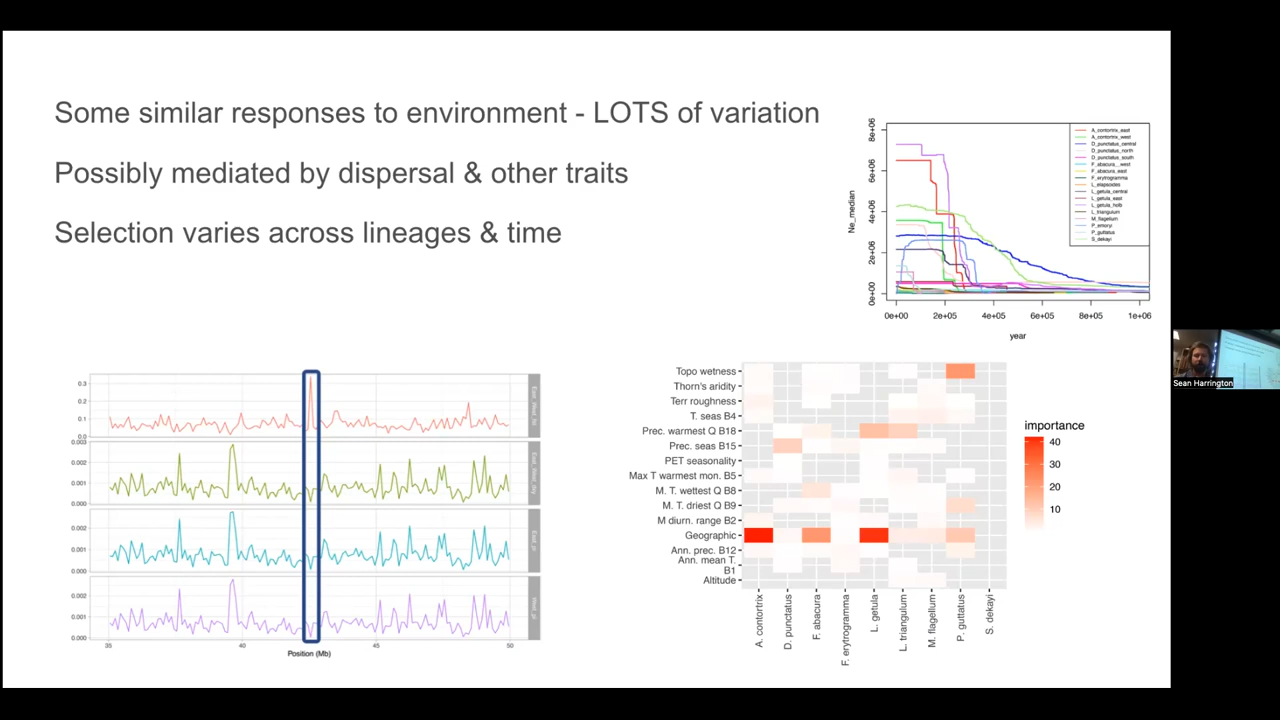 Some similar responses to environment - LOTS of variation
Possibly mediated by dispersal & other traits
Selection varies across lineages & time
8e+06
6e+06
4e+06
2e+06
0e+00
Ne_median
0e+00 2e+05 4e+05 6e+05 8e+05 1e+06
year
A_contortrix_east
A_contortrix_west
D_punctatus_central
D_punctatus_north
D_punctatus_south
F_abacura_west
F_abacura_east
F_erytrogramma
L_elapsoides
L_getula_central
L_getula_east
L_getula_holb
L_triangulum
M_flagellum
P_emoryi
P_guttatus
S_dekayi
0.3
0.2
0.1
0.0
0.003
0.002
0.001
0.000
0.002
0.001
0.000
0.002
0.001
0.000
35 40 45 50
Position (Mb)
Topo wetness
Thorn's aridity
Terr roughness
T. seas B4
Prec. warmest Q B18
Prec. seas B15
PET seasonality
Max T warmest mon. B5
M. T. wettest Q B8
M. T. driest Q B9
M diurn. range B2
Geographic
Ann. prec. B12
Ann. mean T.
B1
Altitude
A. contortrix
D. punctatus
F. abacura
F. erytrogramma
L. getula
L. triangulum
M. flagellum
P. guttatus
S. dekayi
importance
40
30
20
10
Sean Harrington